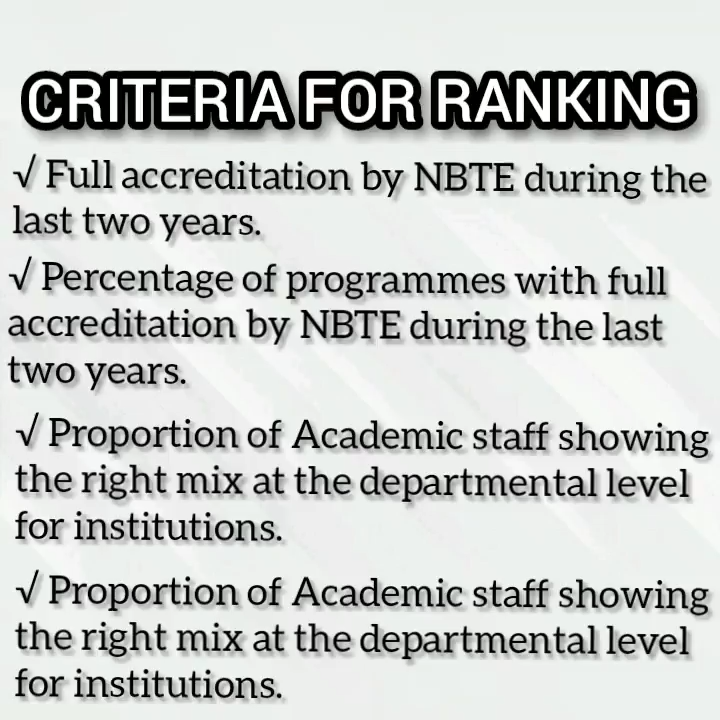 CRITERIA FOR RANKING
√ Full accreditation by NBTE during the
last two years.
√ Percentage of programmes with full
accreditation by NBTE during the last
two years.
√ Proportion of Academic staff showing
the right mix at the departmental level
for institutions.
√ Proportion of Academic staff showing
the right mix at the departmental level
for institutions.